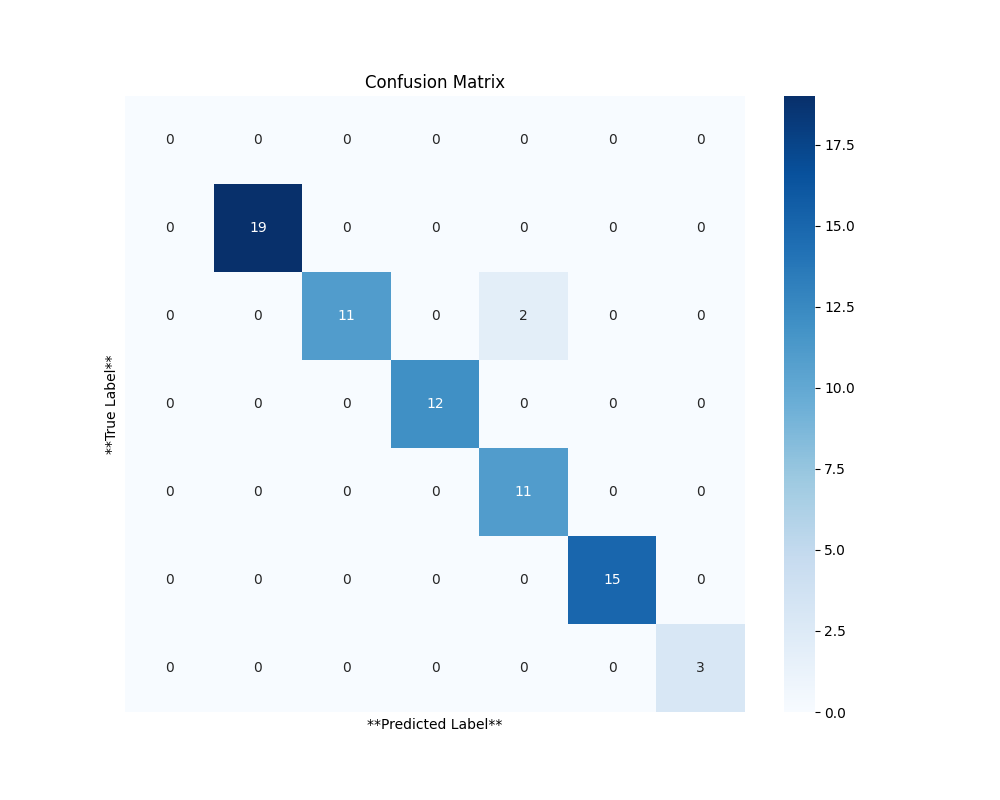 Confusion Matrix
0 0 0 0 0 0 0
0 19 0 0 0 0 0
0 0 11 0 2 0 0
0 0 0 12 0 0 0
0 0 0 0 11 0 0
0 0 0 0 0 15 0
0 0 0 0 0 0 3
**True Label**
**Predicted Label**
17.5
15.0
12.5
10.0
7.5
5.0
2.5
0.0